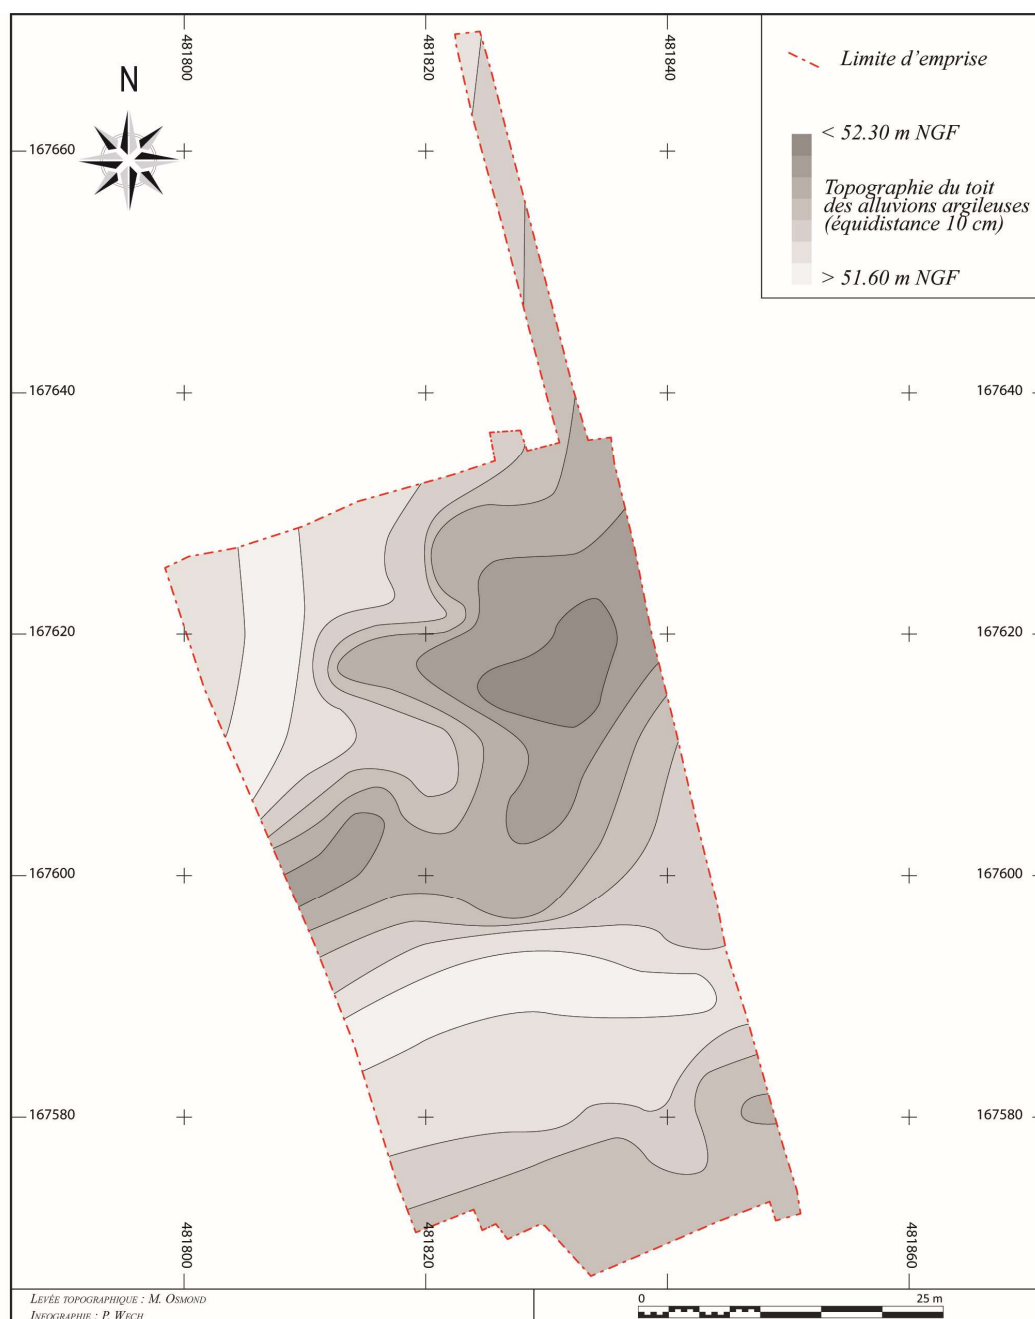 481800
481820
481840
N
Limite d'emprise
< 52.30 m NGF
Topographie du toit
des alluvions argileuses
(équidistance 10 cm)
> 51.60 m NGF
167660
167640
167640
167620
167620
167600
167600
167580
167580
481800
481820
481860
Levée topographique : M. Osmond
Infographie : P. Wech
0
25 m